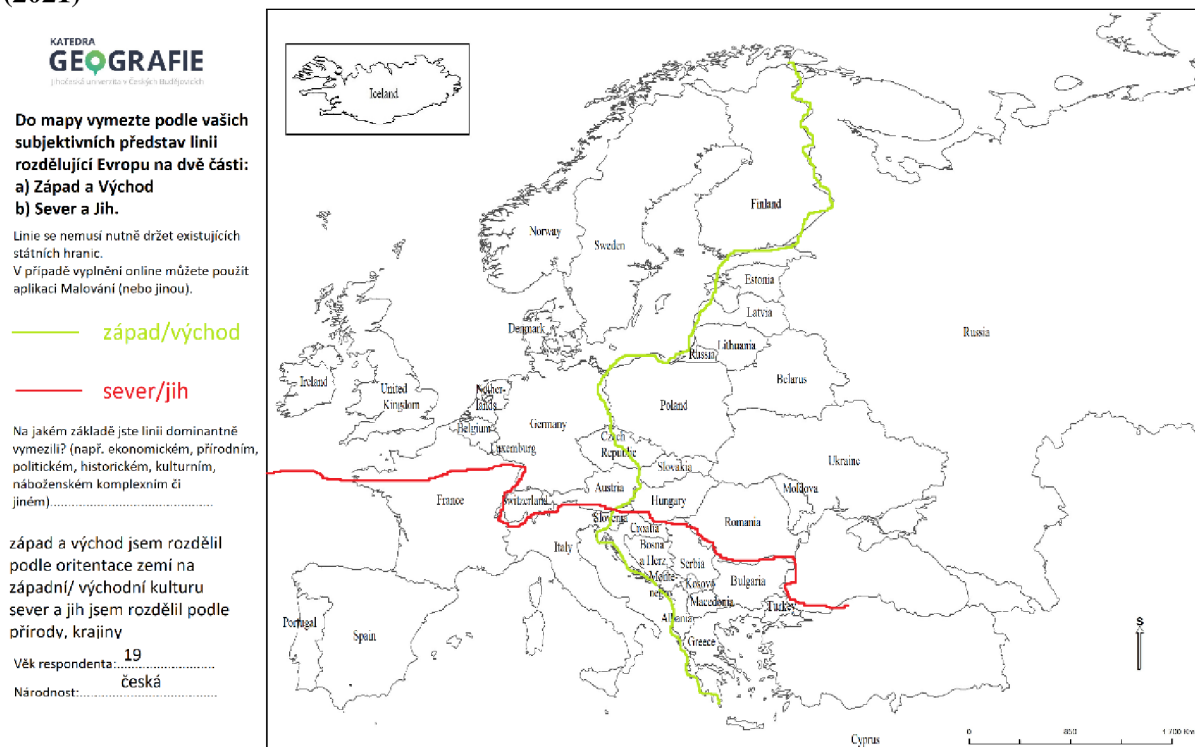 (2021)
KATEDRA
GEOGRAFIE
Jihočeská univerzita v Českých Budějovicích
Do mapy vymezte podle vašich
subjektivních představ linii
rozdělující Evropu na dvě části:
a) Západ a Východ
b) Sever a Jih.
Linie se nemusí nutně držet existujících
státních hranic.
V případě vyplnění online můžete použít
aplikaci Malování (nebo jinou).
západ/východ
sever/jih
Na jakém základě jste linii dominantně
vymezili? (např. ekonomickém, přírodním,
politickém, historickém, kulturním,
náboženském komplexním či
jiném)
západ a východ jsem rozdělil
podle oritentace zemí na
západní/ východní kulturu
sever a jih jsem rozdělil podle
přírody, krajiny
Věk respondenta: 19
Národnost: česká
Iceland
Norway
Sweden
Finland
Estonia
Latvia
Lithuania
Russia
Russia
Denmark
Ireland
United
Kingdom
Nether-
lands
Belgium
Luxemburg
Germany
Poland
Belarus
Ukraine
Czech
Republic
Slovakia
Austria
Hungary
Moldova
France
Switzerland
Slovenia
Croatia
Romania
Italy
Bosna
a Herz.
Serbia
Monte-
negro
Kosovo
Bulgaria
Macedonia
Albania
Turkey
Greece
Portugal
Spain
Cyprus
S
0 850 1 700 Km